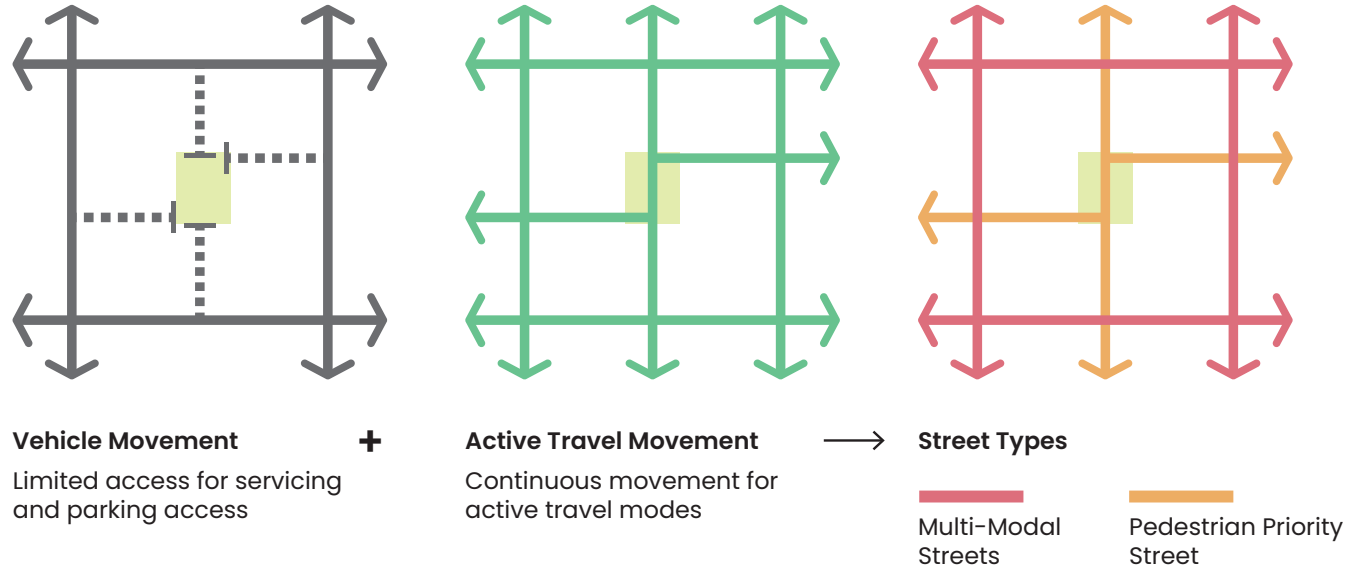 Vehicle Movement
+
Limited access for servicing
and parking access
Active Travel Movement
Continuous movement for
active travel modes
Street Types
Multi-Modal
Streets
Pedestrian Priority
Street